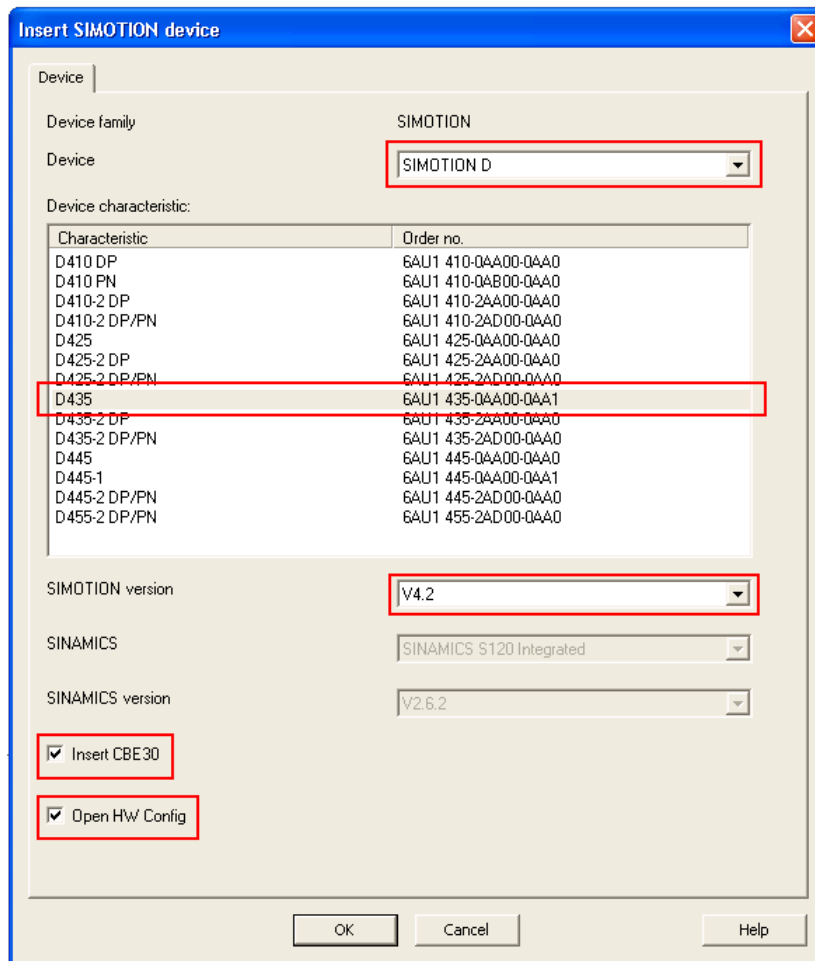 Insert SIMOTION device
Device
Device family SIMOTION
Device SIMOTION D
Device characteristic:
Characteristic Order no.
D410 DP 6AU1 410-0AA00-0AA0
D410 PN 6AU1 410-0AB00-0AA0
D410-2 DP 6AU1 410-2AA00-0AA0
D410-2 DP/PN 6AU1 410-2AD00-0AA0
D425 6AU1 425-0AA00-0AA0
D425-2 DP 6AU1 425-2AA00-0AA0
D425-2 DP/PN 6AU1 425-2AD00-0AA0
D435 6AU1 435-0AA00-0AA1
D435-2 DP 6AU1 435-2AA00-0AA0
D435-2 DP/PN 6AU1 435-2AD00-0AA0
D445 6AU1 445-0AA00-0AA0
D445-1 6AU1 445-0AA00-0AA1
D445-2 DP/PN 6AU1 445-2AD00-0AA0
D455-2 DP/PN 6AU1 455-2AD00-0AA0
SIMOTION version V4.2
SINAMICS SINAMICS S120 Integrated
SINAMICS version V2.6.2
Insert CBE30
Open HW Config
OK Cancel Help